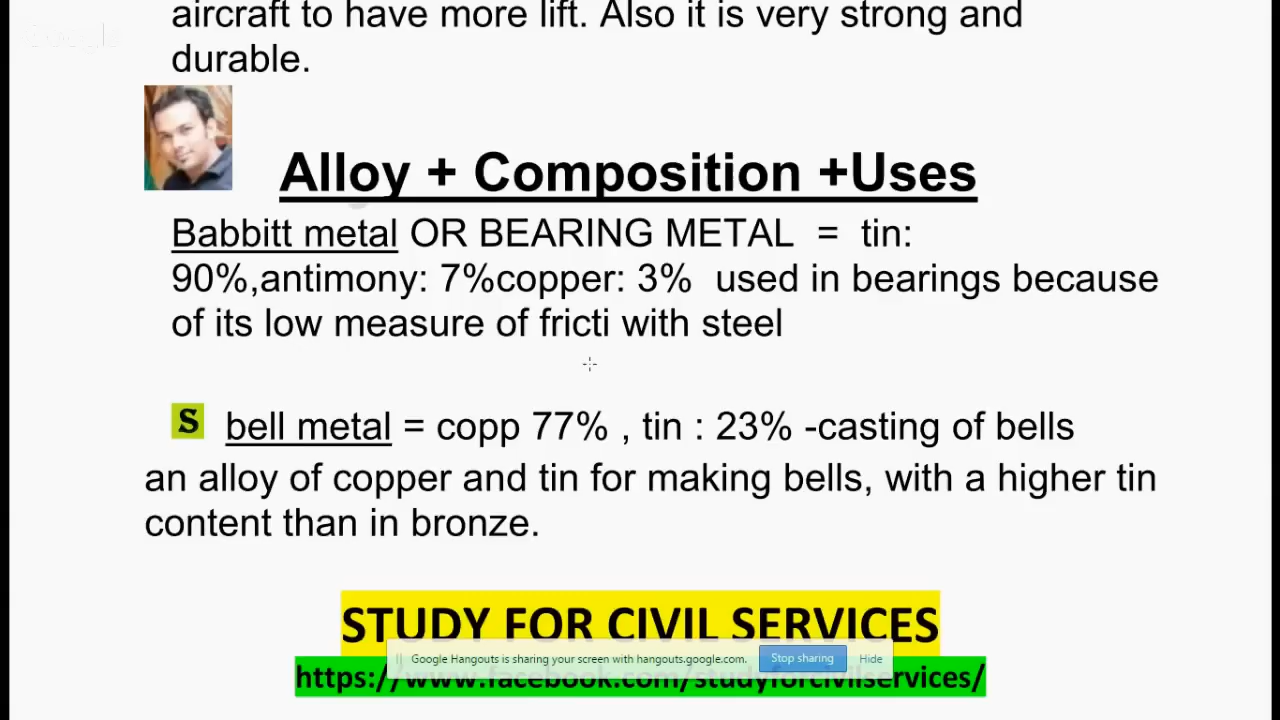 Google
aircraft to have more lift. Also it is very strong and
durable.
Alloy + Composition +Uses
Babbitt metal OR BEARING METAL = tin:
90%,antimony: 7%copper: 3% used in bearings because
of its low measure of fricti with steel
S bell metal = copp 77% , tin : 23% -casting of bells
an alloy of copper and tin for making bells, with a higher tin
content than in bronze.
STUDY FOR CIVIL SERVICES
Google Hangouts is sharing your screen with hangouts.google.com. Stop sharing Hide
https://www.facebook.com/studyforcivilservices/